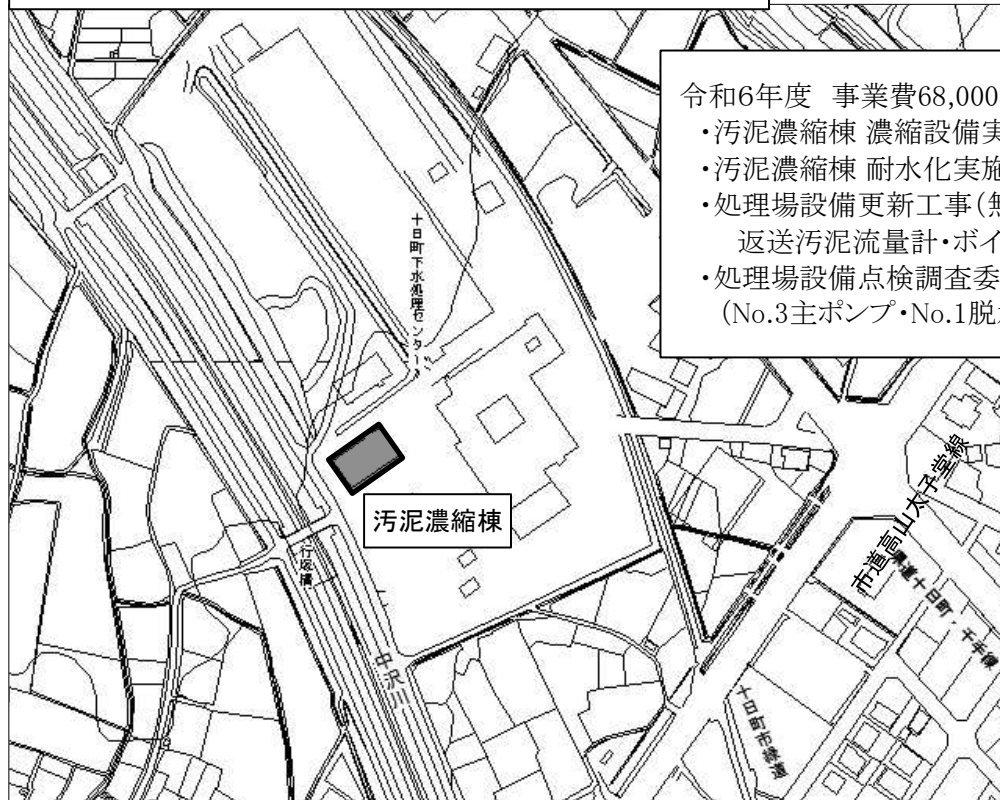 令和6年度 事業費68,000
・汚泥濃縮棟 濃縮設備実
・汚泥濃縮棟 耐水化実施
・処理場設備更新工事(無
返送汚泥流量計・ボイ
・処理場設備点検調査委
(No.3主ポンプ・No.1脱
十日町下水処理センター
汚泥濃縮棟
行塚橋
中沢川
市道高山太子堂線
県道十日町・千手線
十日町市緑道